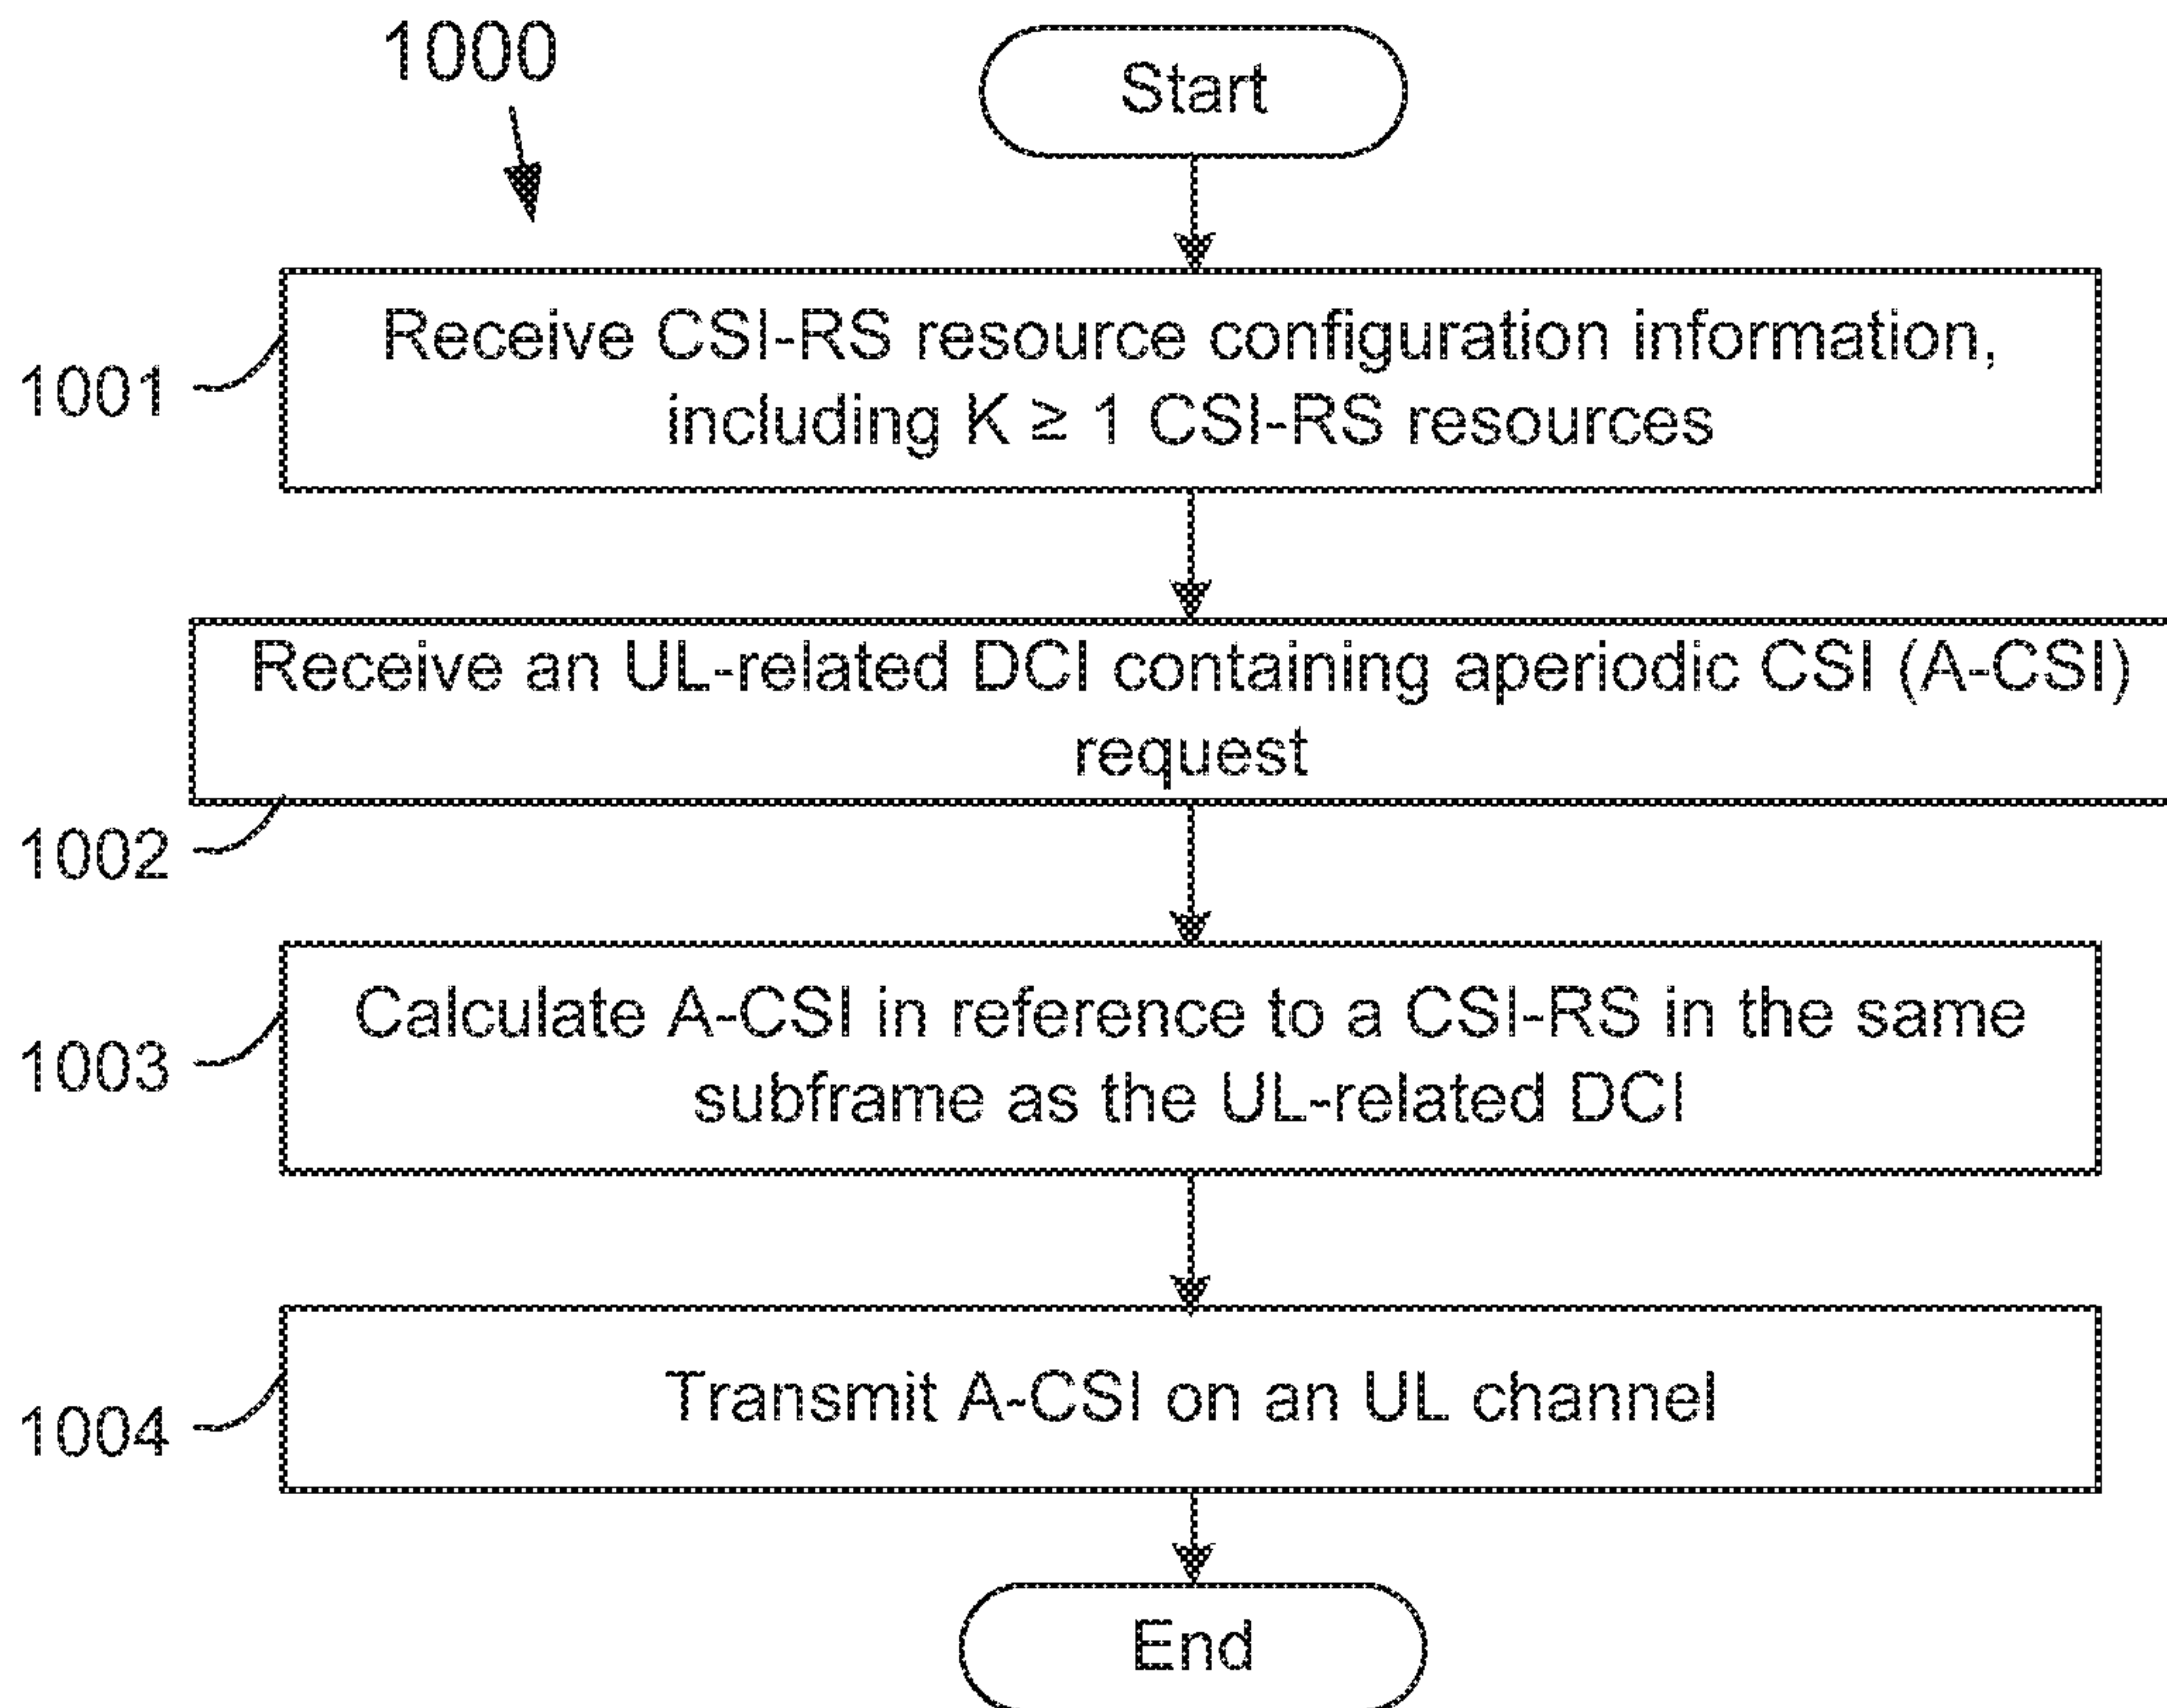 1000
Start
Receive CSI-RS resource configuration information,
including K ≥ 1 CSI-RS resources
1001
Receive an UL-related DCI containing aperiodic CSI (A-CSI)
request
1002
Calculate A-CSI in reference to a CSI-RS in the same
subframe as the UL-related DCI
1003
Transmit A-CSI on an UL channel
1004
End